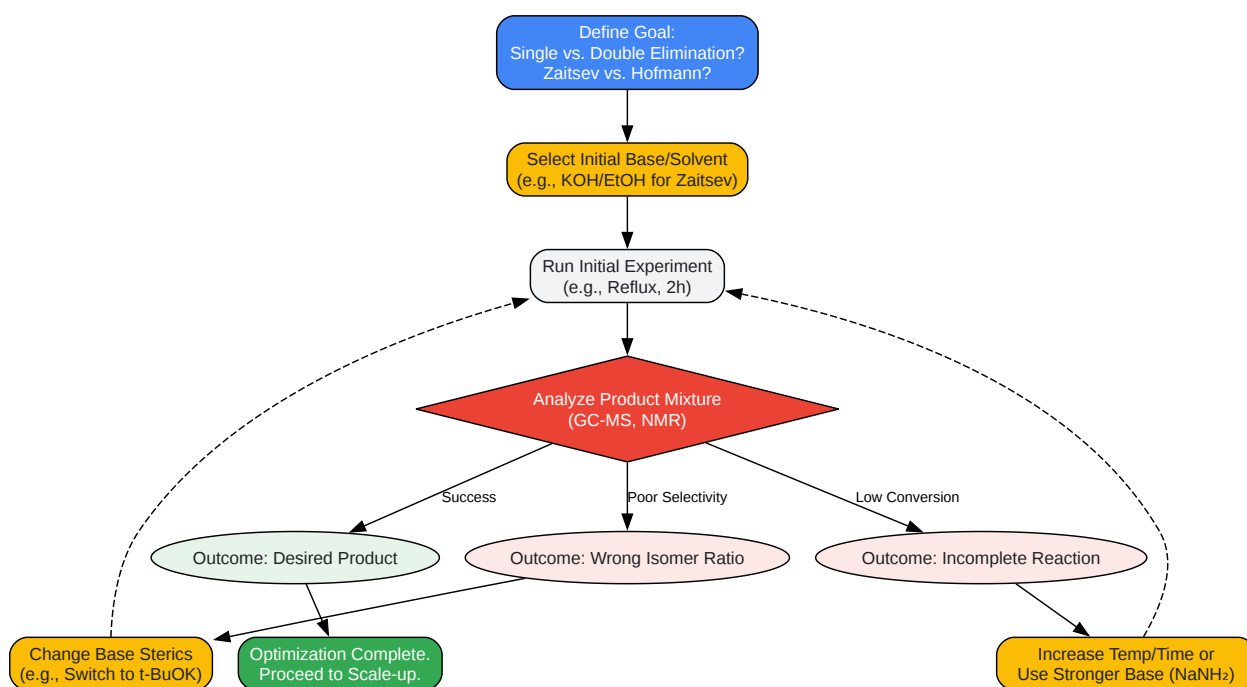 Define Goal:
Single vs. Double Elimination?
Zaitsev vs. Hofmann?
Select Initial Base/Solvent
(e.g., KOH/EtOH for Zaitsev)
Run Initial Experiment
(e.g., Reflux, 2h)
Analyze Product Mixture
(GC-MS, NMR)
Success
Poor Selectivity
Low Conversion
Outcome: Desired Product
Outcome: Wrong Isomer Ratio
Outcome: Incomplete Reaction
Change Base Sterics
(e.g., Switch to t-BuOK)
Optimization Complete.
Proceed to Scale-up.
Increase Temp/Time or
Use Stronger Base (NaNH₂)